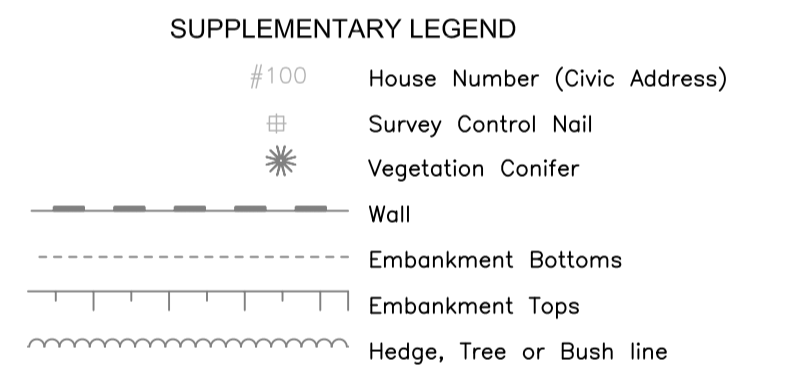 SUPPLEMENTARY LEGEND
#100 House Number (Civic Address)
Survey Control Nail
Vegetation Conifer
Wall
Embankment Bottoms
Embankment Tops
Hedge, Tree or Bush line